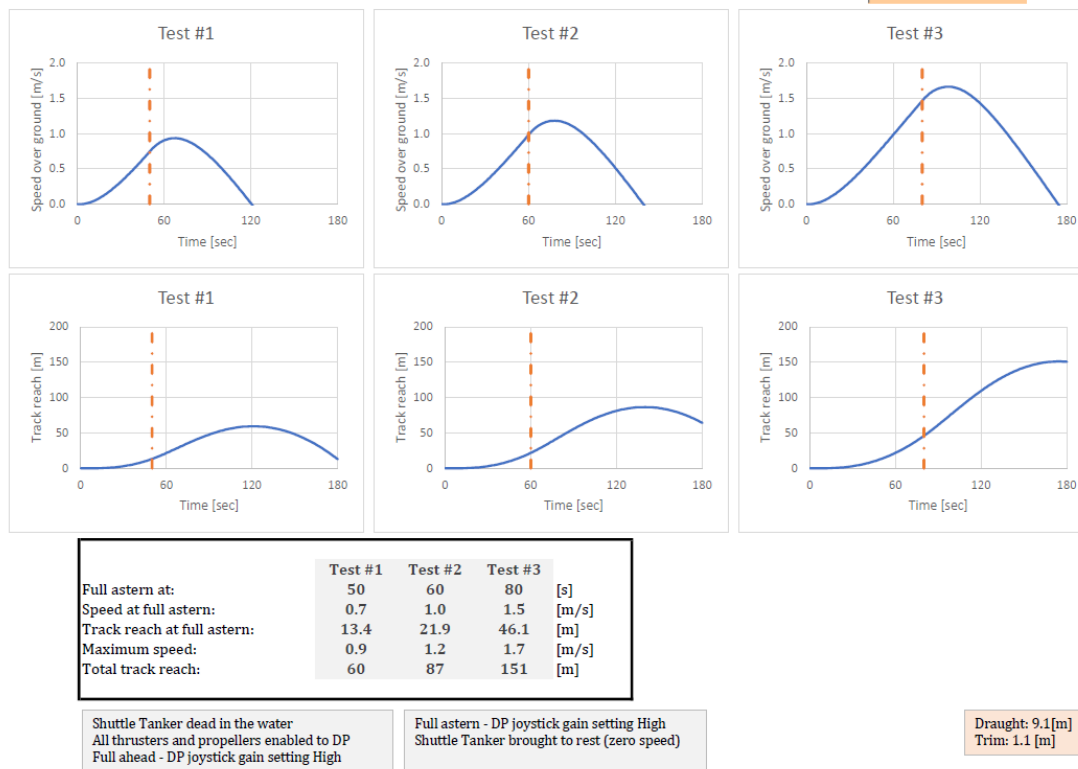 Test #1
Test #2
Test #3
Speed over ground [m/s]
2.0
1.5
1.0
0.5
0.0
0
60
120
180
Time [sec]
Speed over ground [m/s]
2.0
1.5
1.0
0.5
0.0
0
60
120
180
Time [sec]
Speed over ground [m/s]
2.0
1.5
1.0
0.5
0.0
0
60
120
180
Time [sec]
Test #1
Test #2
Test #3
Track reach [m]
200
150
100
50
0
0
60
120
180
Time [sec]
Track reach [m]
200
150
100
50
0
0
60
120
180
Time [sec]
Track reach [m]
200
150
100
50
0
0
60
120
180
Time [sec]
Test #1 Test #2 Test #3
Full astern at: 50 60 80 [s]
Speed at full astern: 0.7 1.0 1.5 [m/s]
Track reach at full astern: 13.4 21.9 46.1 [m]
Maximum speed: 0.9 1.2 1.7 [m/s]
Total track reach: 60 87 151 [m]
Shuttle Tanker dead in the water
All thrusters and propellers enabled to DP
Full ahead - DP joystick gain setting High
Full astern - DP joystick gain setting High
Shuttle Tanker brought to rest (zero speed)
Draught: 9.1[m]
Trim: 1.1 [m]